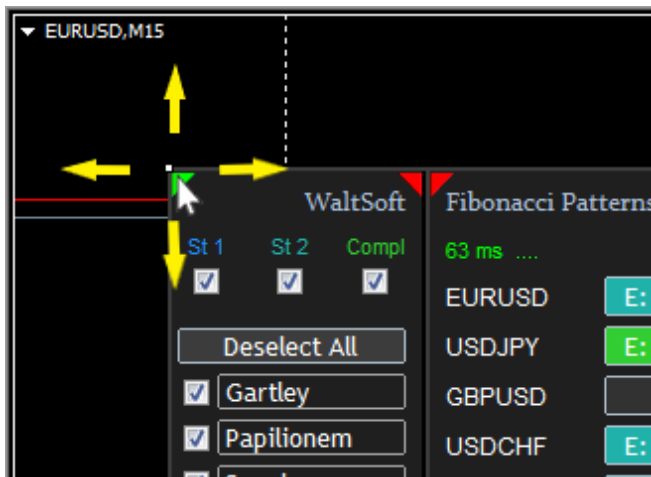 EURUSD,M15
WaltSoft
Fibonacci Patterns
St 1 St 2 Compl
63 ms ....
EURUSD E:
Deselect All
USDJPY E:
Gartley
GBPUSD
Papilionem
USDCHF E: